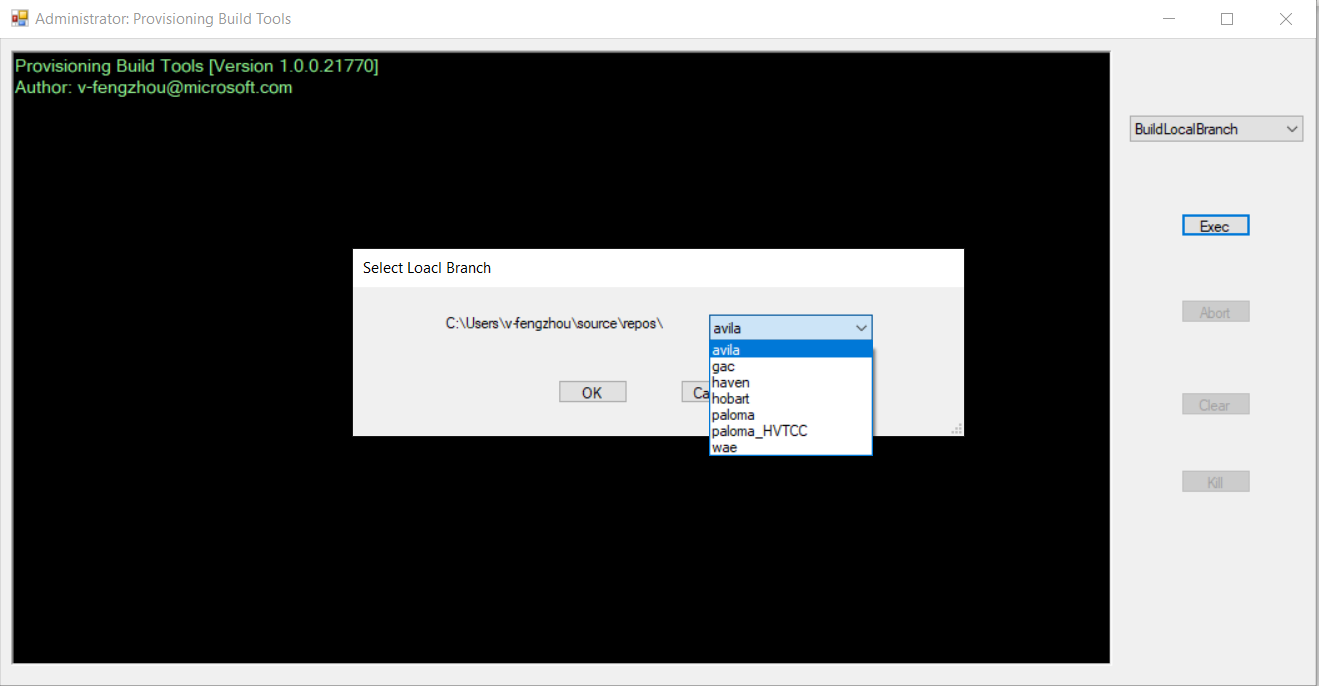 Administrator: Provisioning Build Tools
Provisioning Build Tools [Version 1.0.0.21770]
Author: v-fengzhou@microsoft.com
BuildLocalBranch
Exec
Abort
Clear
Kill
Select Loacl Branch
C:\Users\v-fengzhou\source\repos\
avila
avila
gac
haven
hobart
paloma
paloma_HVTCC
wae
OK
Ca